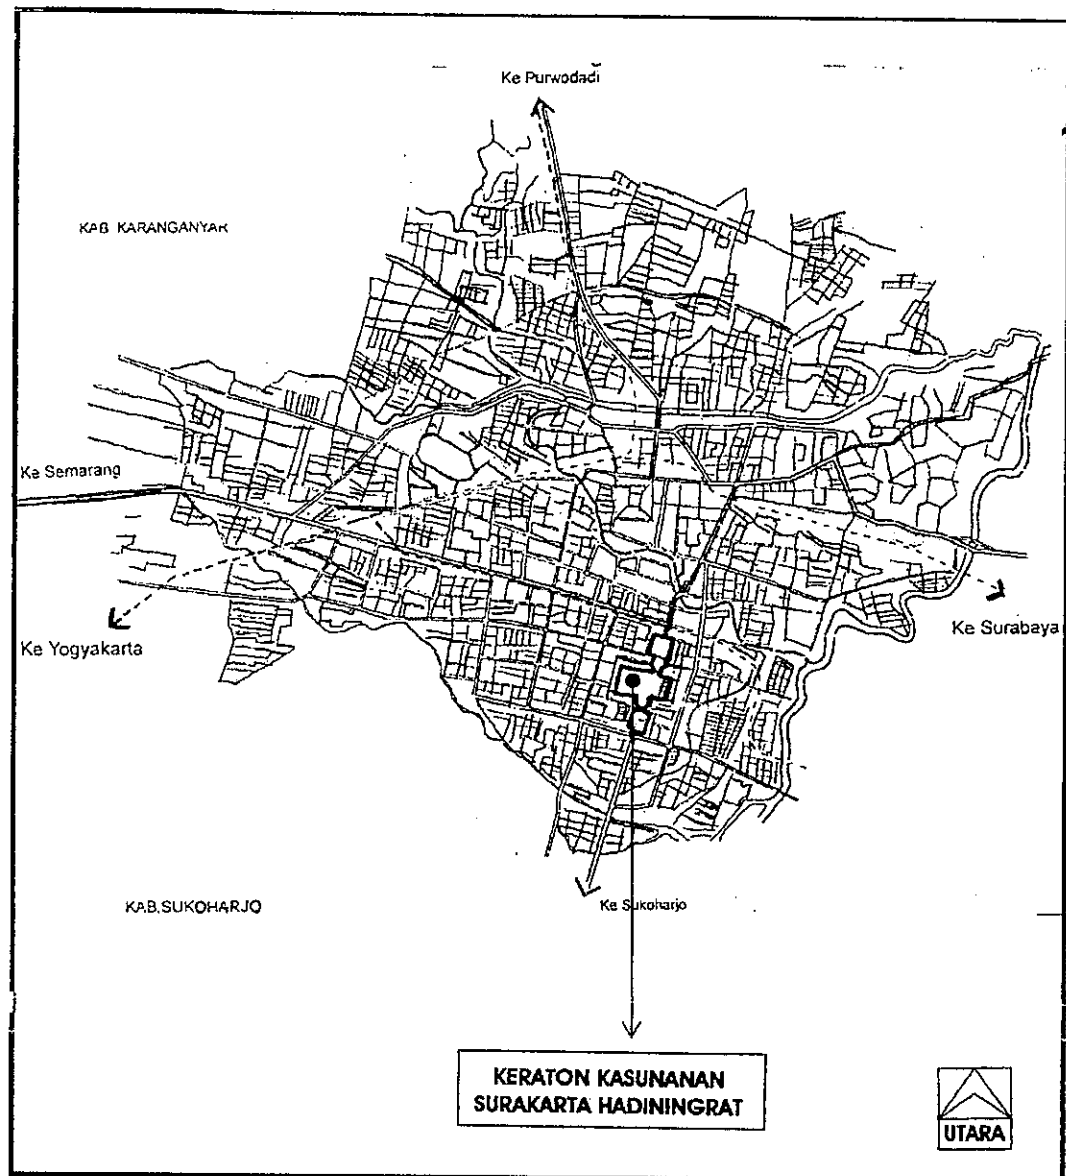 Ke Purwodadi
KAB KARANGANYAR
Ke Semarang
Ke Surabaya
Ke Yogyakarta
Ke Sukoharjo
KAB.SUKOHARJO
KERATON KASUNANAN
SURAKARTA HADININGRAT
UTARA